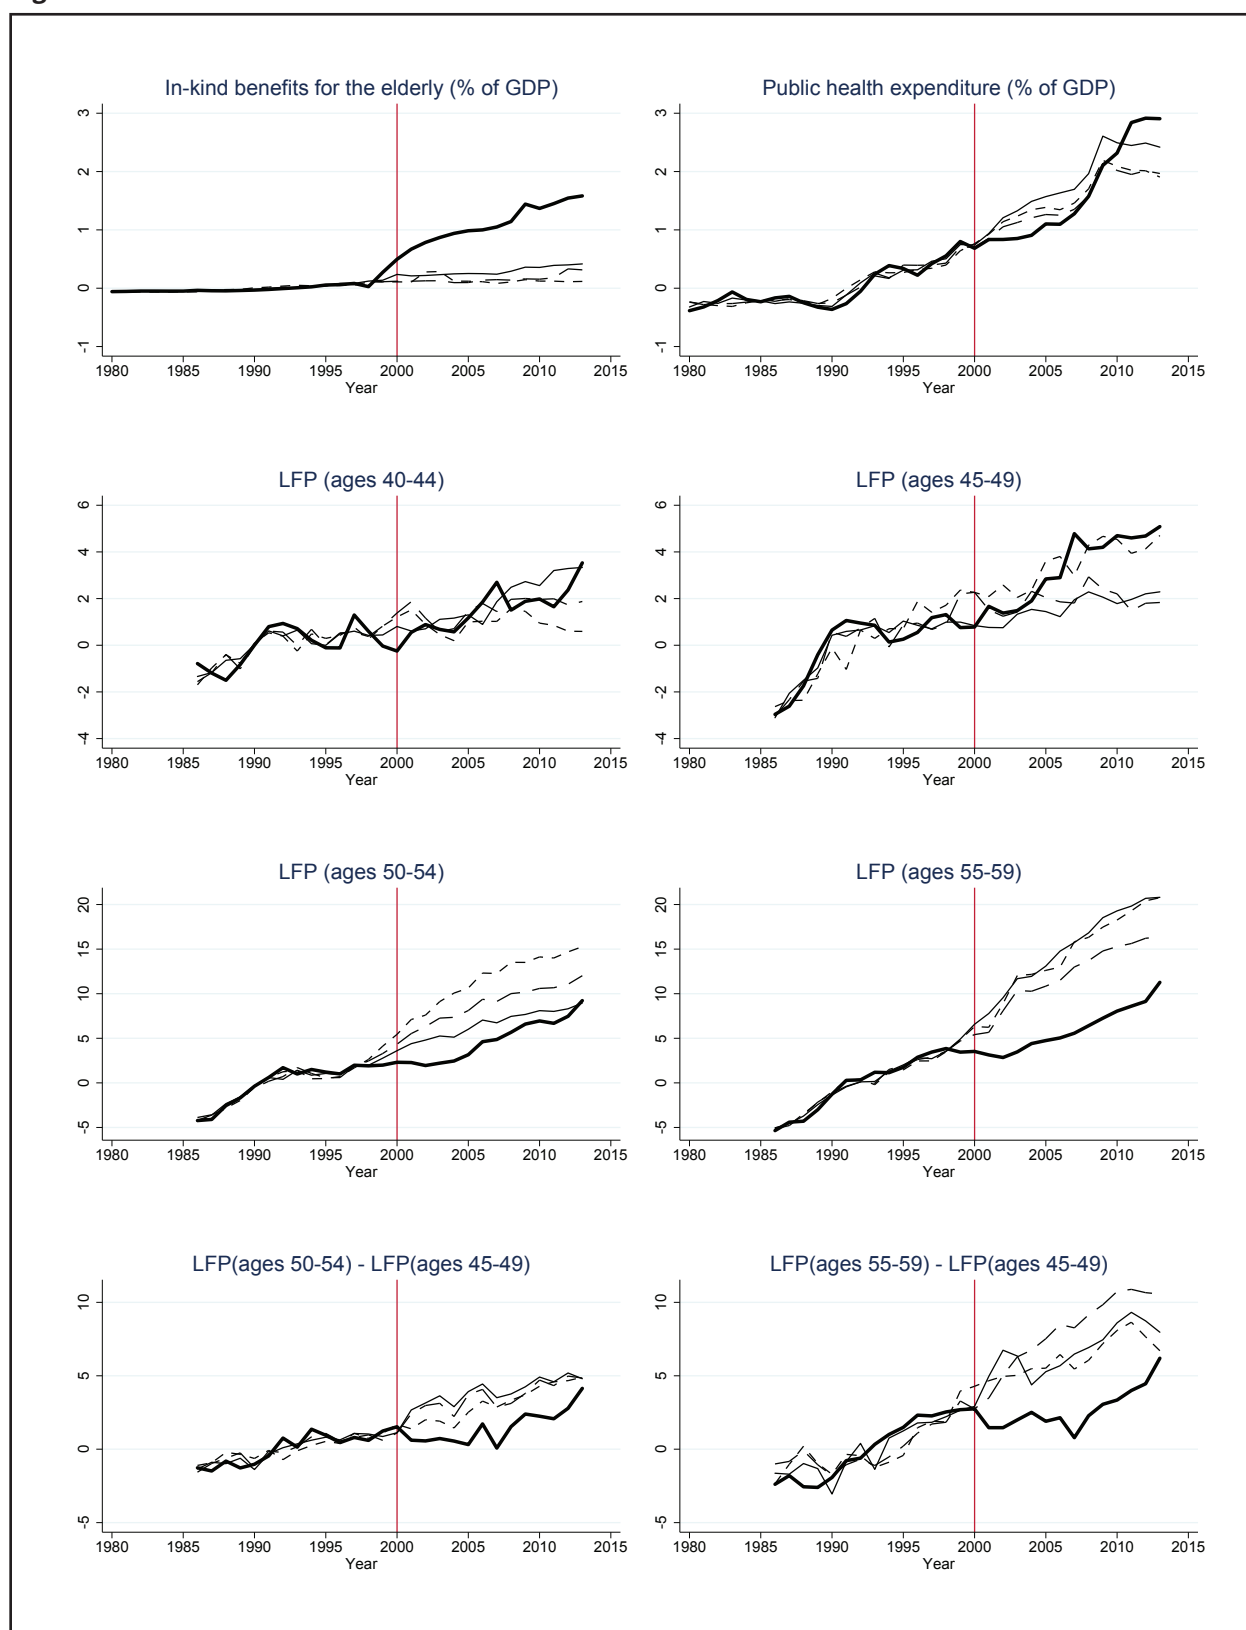 In-kind benefits for the elderly (% of GDP)
3
2
1
0
-1
1980 1985 1990 1995 2000 2005 2010 2015
Year
Public health expenditure (% of GDP)
3
2
1
0
-1
1980 1985 1990 1995 2000 2005 2010 2015
Year
LFP (ages 40-44)
6
4
2
0
-2
-4
1980 1985 1990 1995 2000 2005 2010 2015
Year
LFP (ages 45-49)
6
4
2
0
-2
-4
1980 1985 1990 1995 2000 2005 2010 2015
Year
LFP (ages 50-54)
20
15
10
5
0
-5
1980 1985 1990 1995 2000 2005 2010 2015
Year
LFP (ages 55-59)
20
15
10
5
0
-5
1980 1985 1990 1995 2000 2005 2010 2015
Year
LFP(ages 50-54) - LFP(ages 45-49)
10
5
0
-5
1980 1985 1990 1995 2000 2005 2010 2015
Year
LFP(ages 55-59) - LFP(ages 45-49)
10
5
0
-5
1980 1985 1990 1995 2000 2005 2010 2015
Year